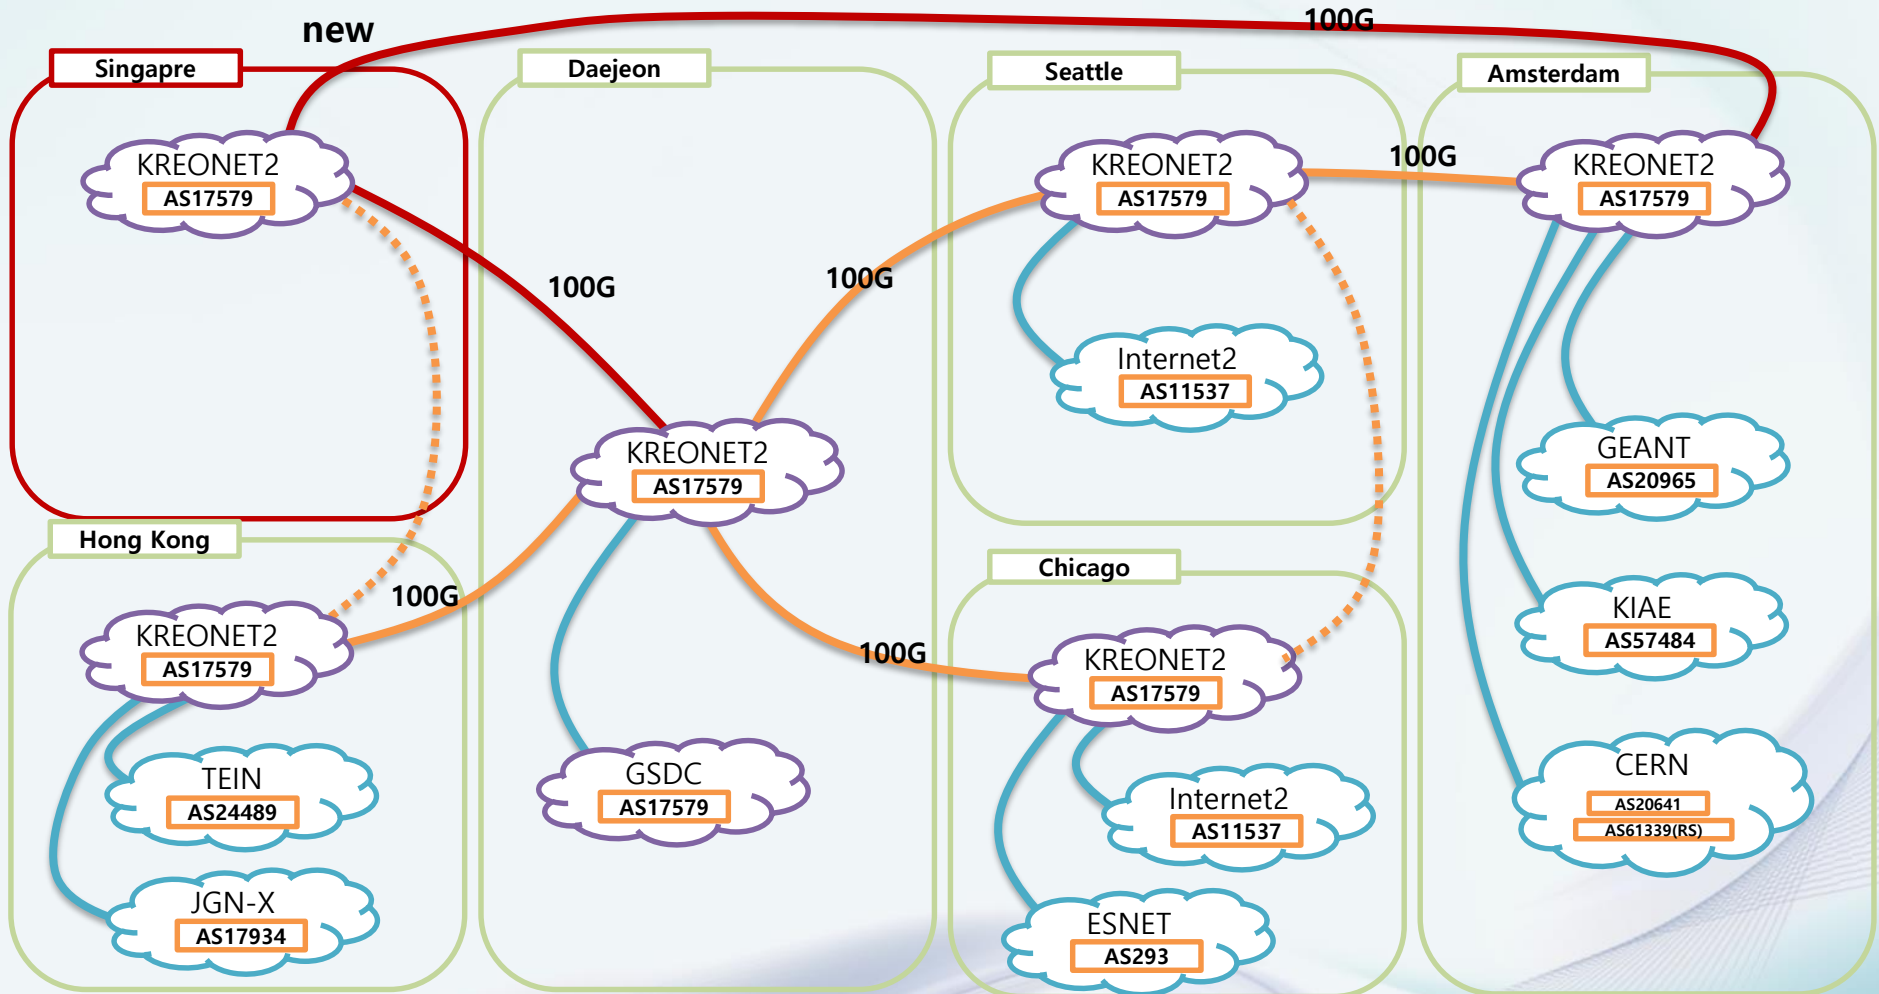 new
100G
Singapre
KREONET2
AS17579
Daejeon
100G
100G
KREONET2
AS17579
GSDC
AS17579
Seattle
KREONET2
AS17579
100G
Internet2
AS11537
Amsterdam
KREONET2
AS17579
GEANT
AS20965
KIAE
AS57484
CERN
AS20641
AS61339(RS)
Hong Kong
100G
KREONET2
AS17579
TEIN
AS24489
JGN-X
AS17934
Chicago
100G
KREONET2
AS17579
Internet2
AS11537
ESNET
AS293